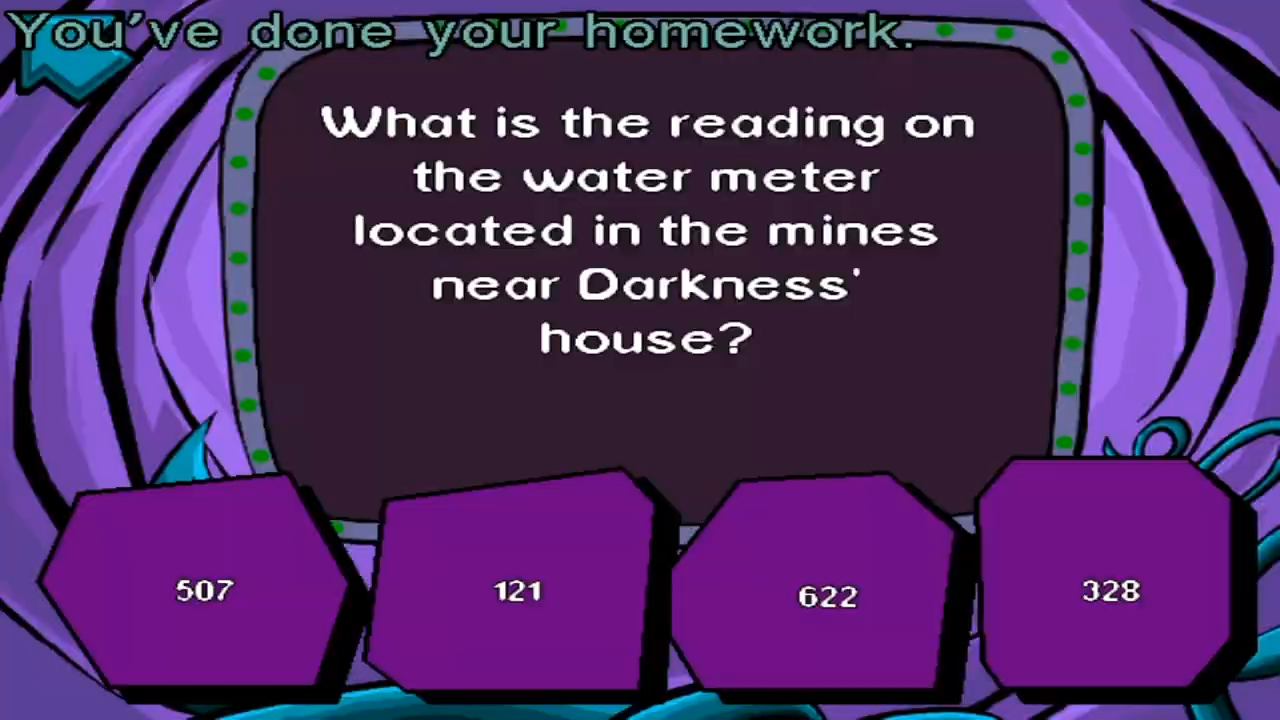 You've done your homework.
What is the reading on
the water meter
located in the mines
near Darkness'
house?
507
121
622
328